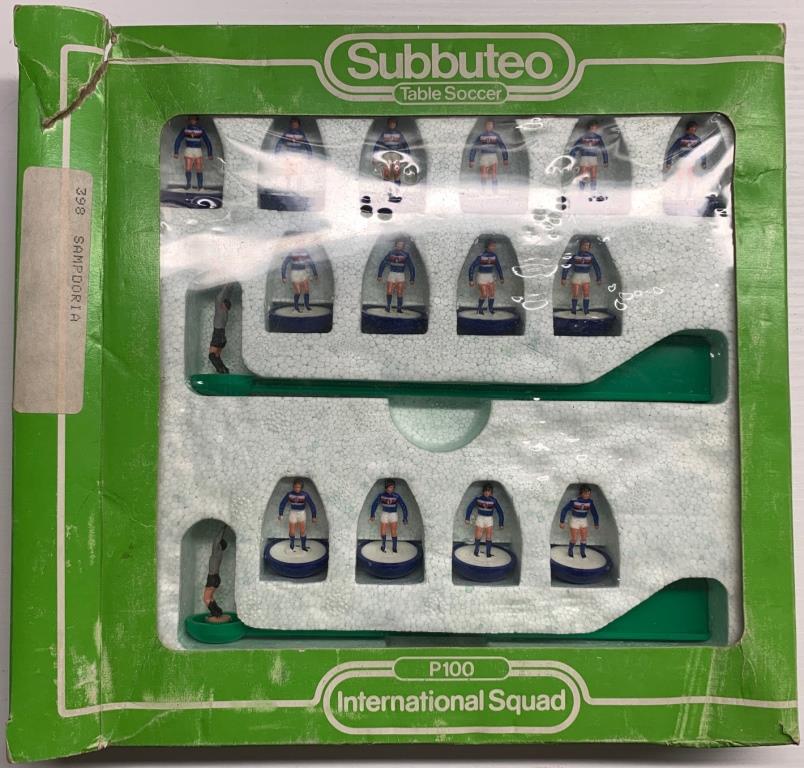 Subbuteo
Table Soccer
398 SAMPDORIA
P100
International Squad